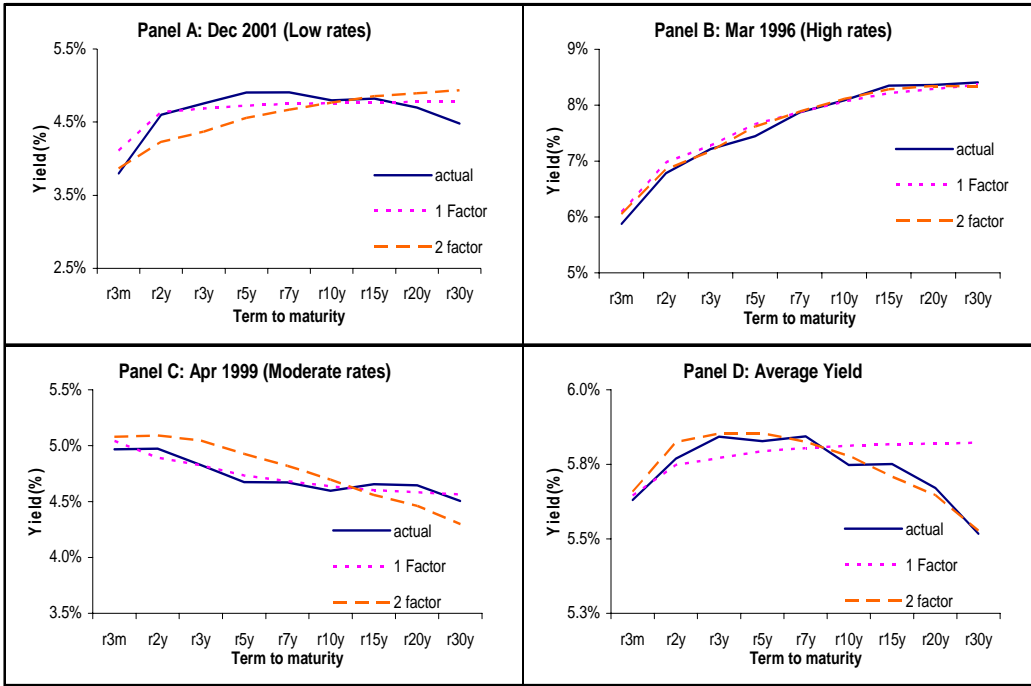 Panel A: Dec 2001 (Low rates)
5.5%
4.5%
3.5%
2.5%
Yield(%)
actual
1 Factor
2 factor
r3m r2y r3y r5y r7y r10y r15y r20y r30y
Term to maturity
Panel B: Mar 1996 (High rates)
9%
8%
7%
6%
5%
Yield(%)
actual
1 Factor
2 factor
r3m r2y r3y r5y r7y r10y r15y r20y r30y
Term to maturity
Panel C: Apr 1999 (Moderate rates)
5.5%
5.0%
4.5%
4.0%
3.5%
Yield(%)
actual
1 Factor
2 factor
r3m r2y r3y r5y r7y r10y r15y r20y r30y
Term to maturity
Panel D: Average Yield
6.0%
5.8%
5.5%
5.3%
Yield(%)
actual
1 Factor
2 factor
r3m r2y r3y r5y r7y r10y r15y r20y r30y
Term to maturity